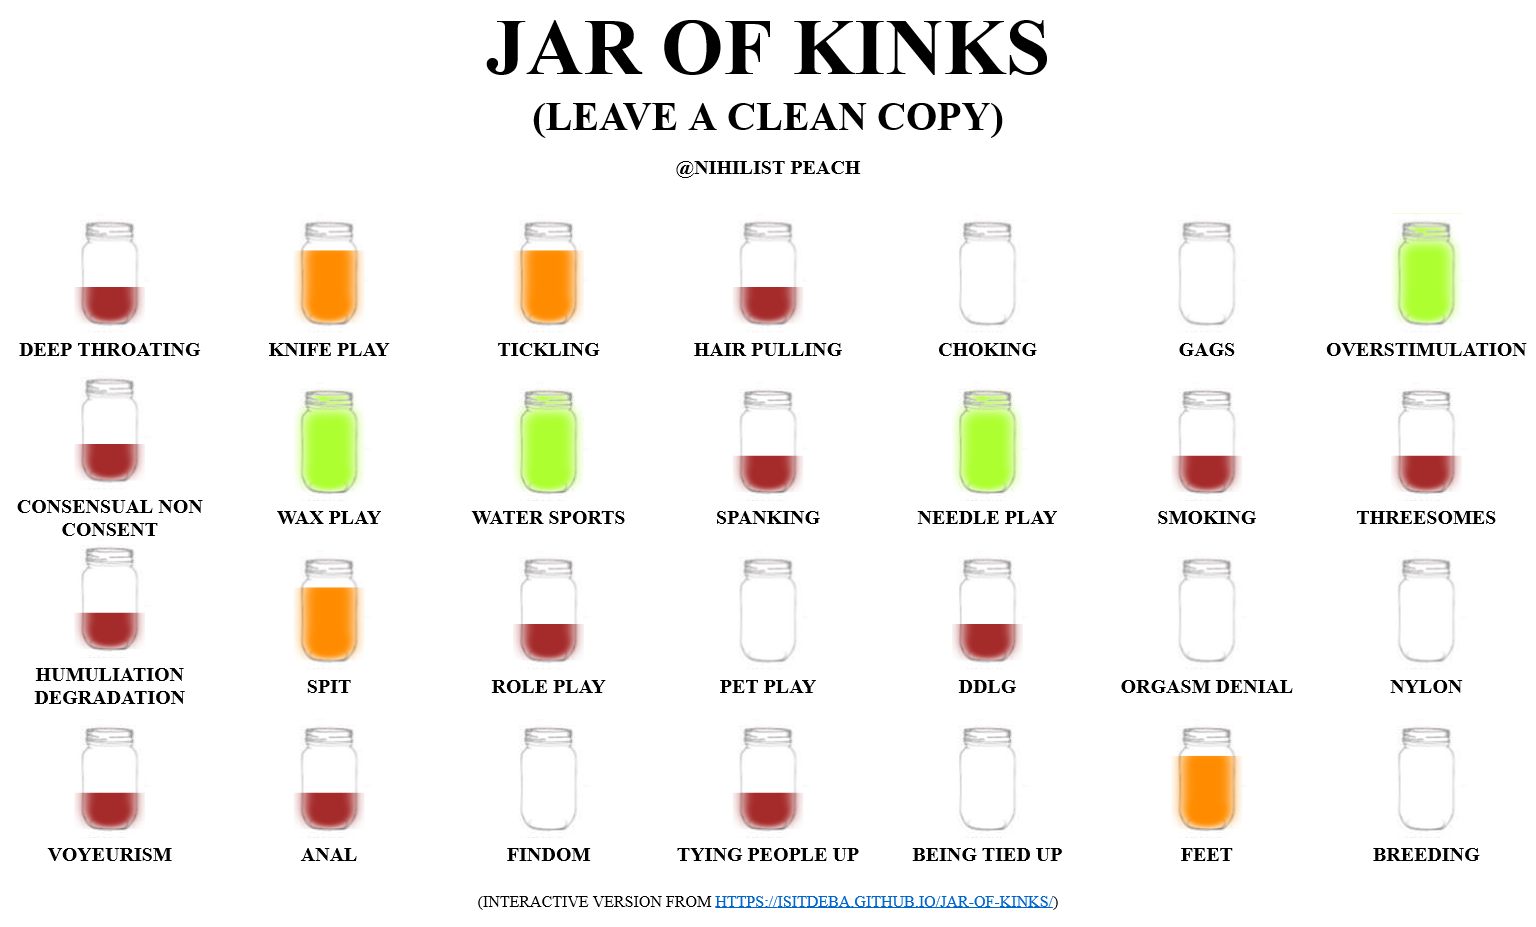 JAR OF KINKS
(LEAVE A CLEAN COPY)
@NIHILIST PEACH
DEEP THROATING
KNIFE PLAY
TICKLING
HAIR PULLING
CHOKING
GAGS
OVERSTIMULATION
CONSENSUAL NON
CONSENT
WAX PLAY
WATER SPORTS
SPANKING
NEEDLE PLAY
SMOKING
THREESOMES
HUMULIATION
DEGRADATION
SPIT
ROLE PLAY
PET PLAY
DDLG
ORGASM DENIAL
NYLON
VOYEURISM
ANAL
FINDOM
TYING PEOPLE UP
BEING TIED UP
FEET
BREEDING
(INTERACTIVE VERSION FROM HTTPS://ISITDEBA.GITHUB.IO/JAR-OF-KINKS/)